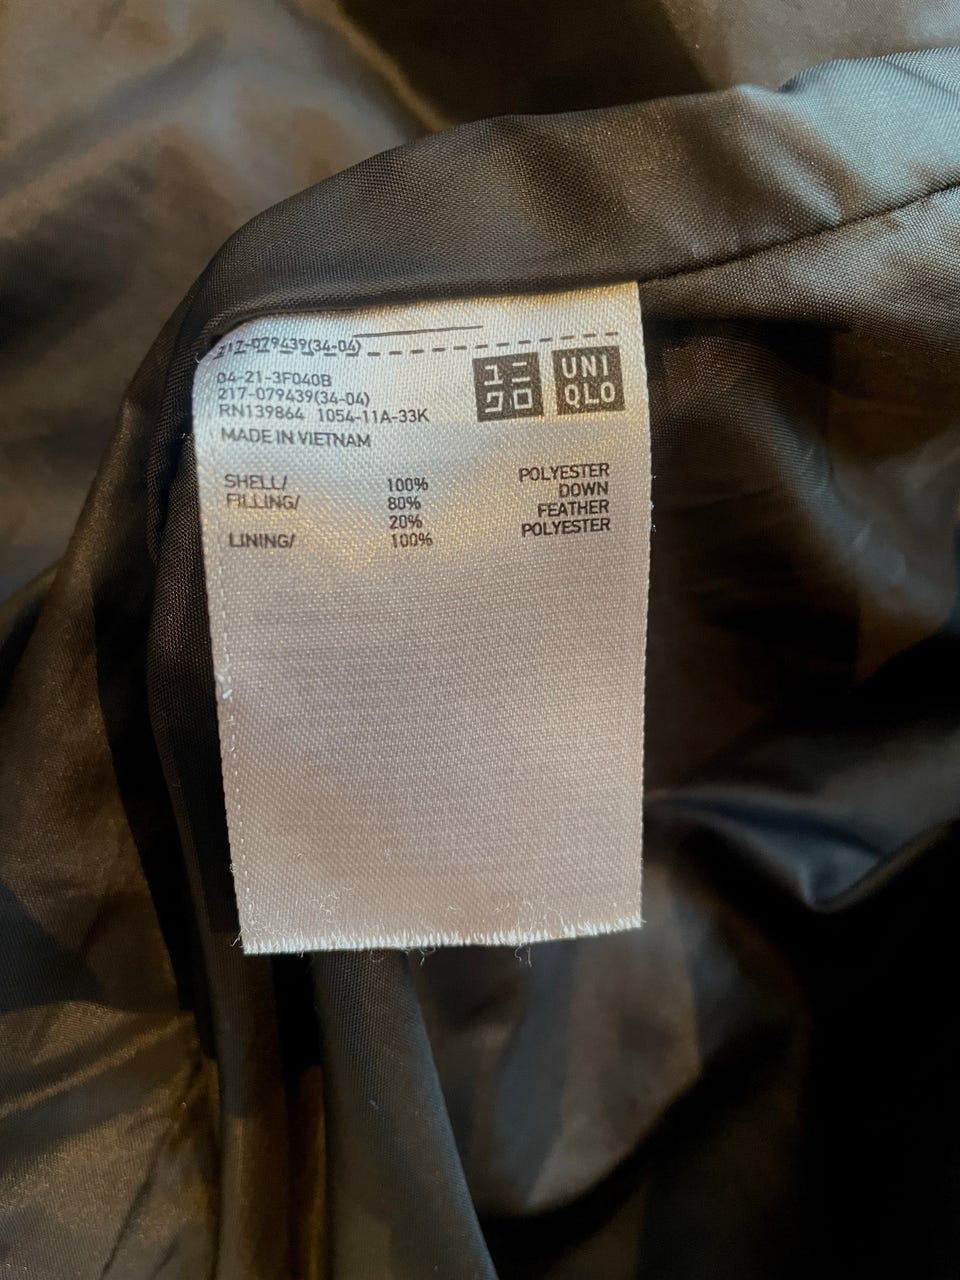 217-079439(34-04)
ユニ
クロ
UNI
QLO
04-21-3F040B
217-079439(34-04)
RN139864 1054-11A-33K
MADE IN VIETNAM
SHELL/ 100% POLYESTER
FILLING/ 80% DOWN
20% FEATHER
LINING/ 100% POLYESTER